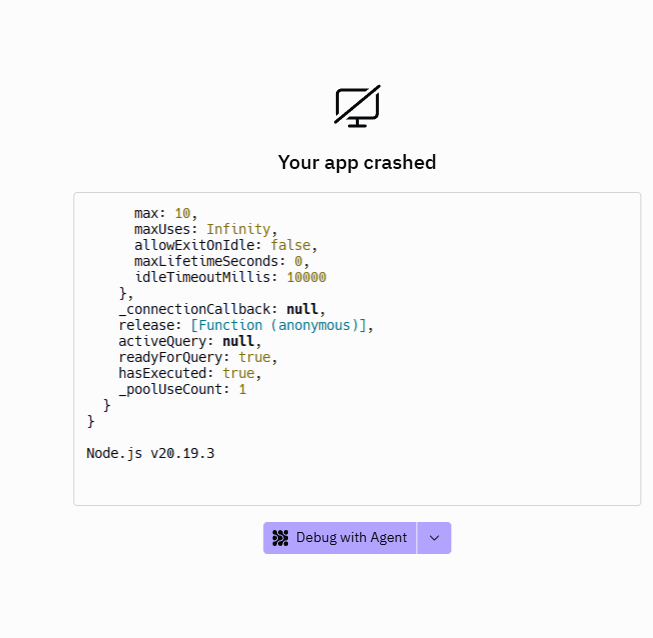 Your app crashed
max: 10,
maxUses: Infinity,
allowExitOnIdle: false,
maxLifetimeSeconds: 0,
idleTimeoutMillis: 10000
},
_connectionCallback: null,
release: [Function (anonymous)],
activeQuery: null,
readyForQuery: true,
hasExecuted: true,
_poolUseCount: 1
}
}
Node.js v20.19.3
Debug with Agent